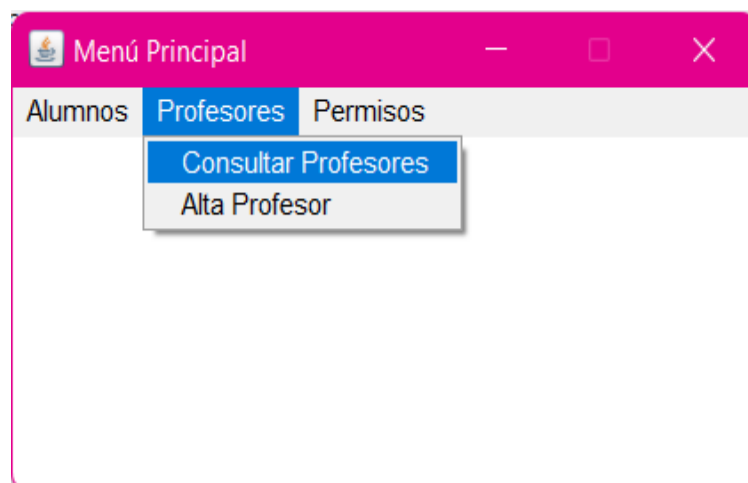 Menú Principal
Alumnos Profesores Permisos
Consultar Profesores
Alta Profesor